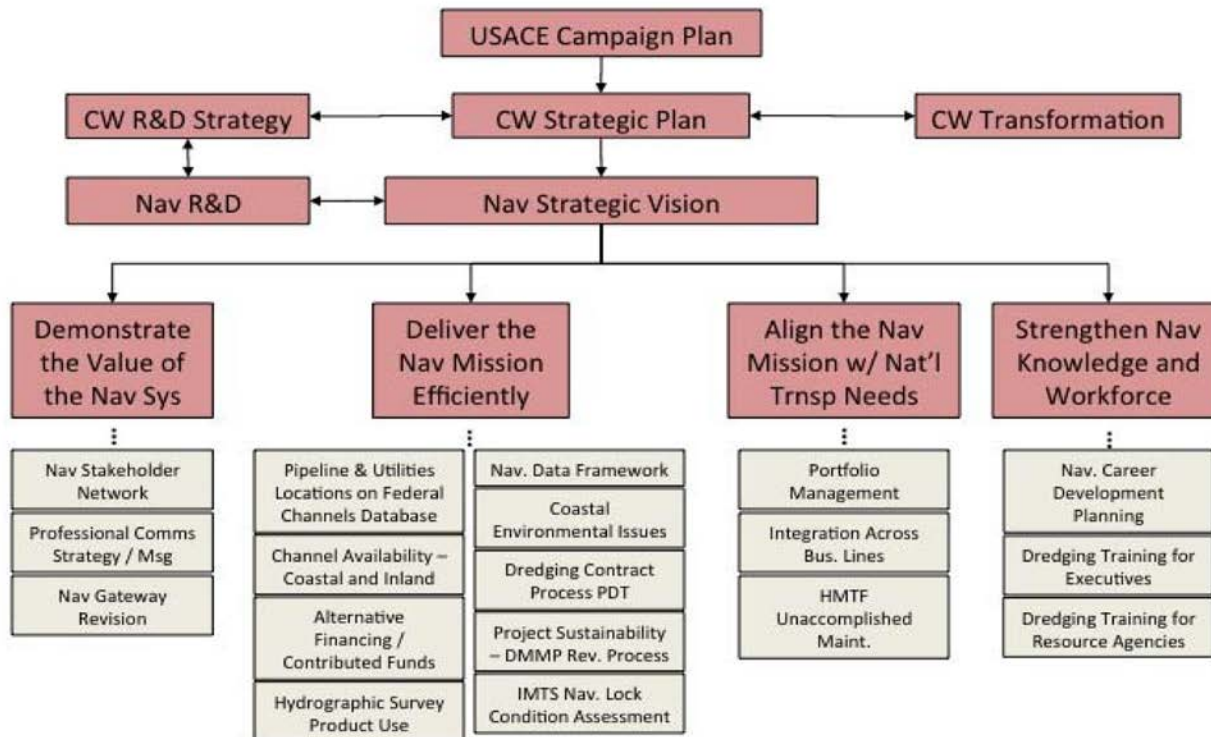 USACE Campaign Plan
CW R&D Strategy
CW Strategic Plan
CW Transformation
Nav R&D
Nav Strategic Vision
Demonstrate
the Value of
the Nav Sys
Deliver the
Nav Mission
Efficiently
Align the Nav
Mission w/ Nat'l
Trnsp Needs
Strengthen Nav
Knowledge and
Workforce
Nav Stakeholder
Network
Professional Comms
Strategy / Msg
Nav Gateway
Revision
Pipeline & Utilities
Locations on Federal
Channels Database
Channel Availability –
Coastal and Inland
Alternative
Financing /
Contributed Funds
Hydrographic Survey
Product Use
Nav. Data Framework
Coastal
Environmental Issues
Dredging Contract
Process PDT
Project Sustainability
– DMMP Rev. Process
IMTS Nav. Lock
Condition Assessment
Portfolio
Management
Integration Across
Bus. Lines
HMTF
Unaccomplished
Maint.
Nav. Career
Development
Planning
Dredging Training for
Executives
Dredging Training for
Resource Agencies